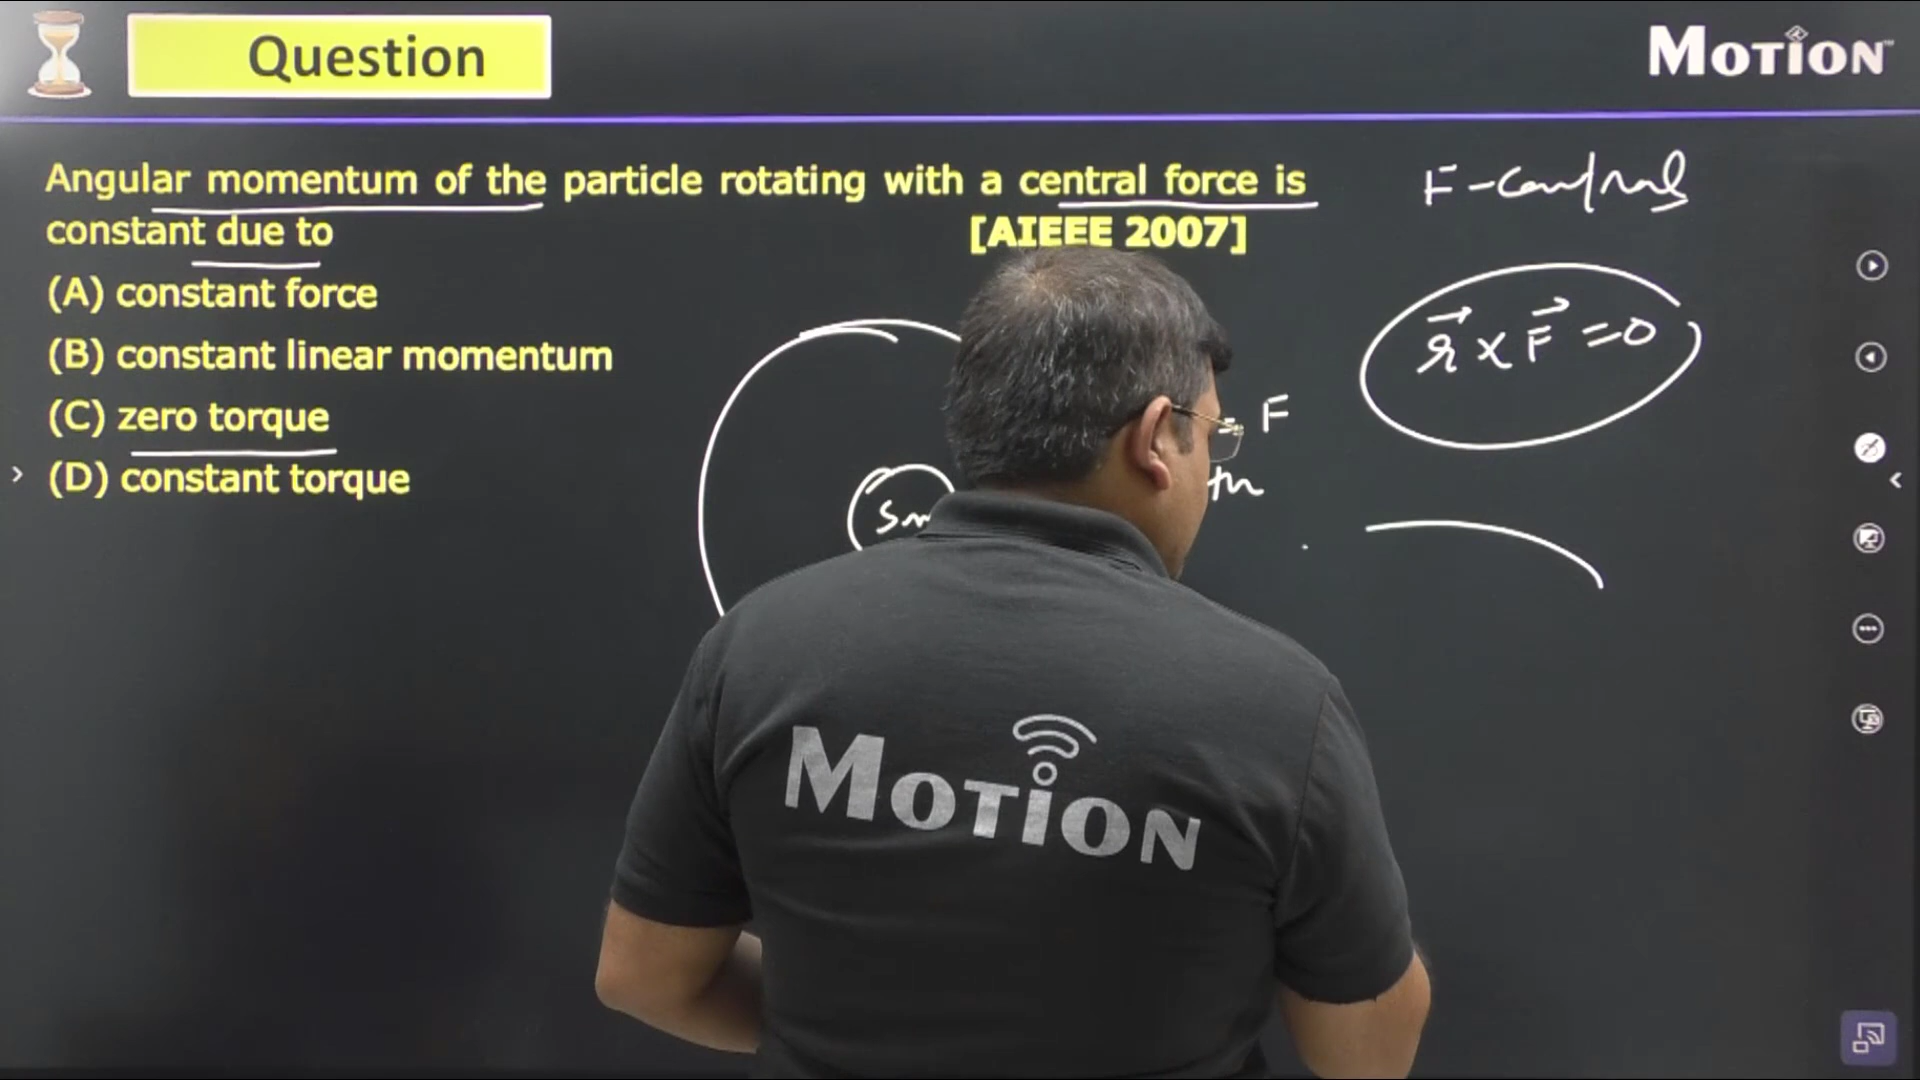 Question
MOTION
Angular momentum of the particle rotating with a central force is
constant due to [AIEEE 2007]
(A) constant force
(B) constant linear momentum
(C) zero torque
(D) constant torque
F-central
r⃗ x F⃗ = 0
= F
MOTION